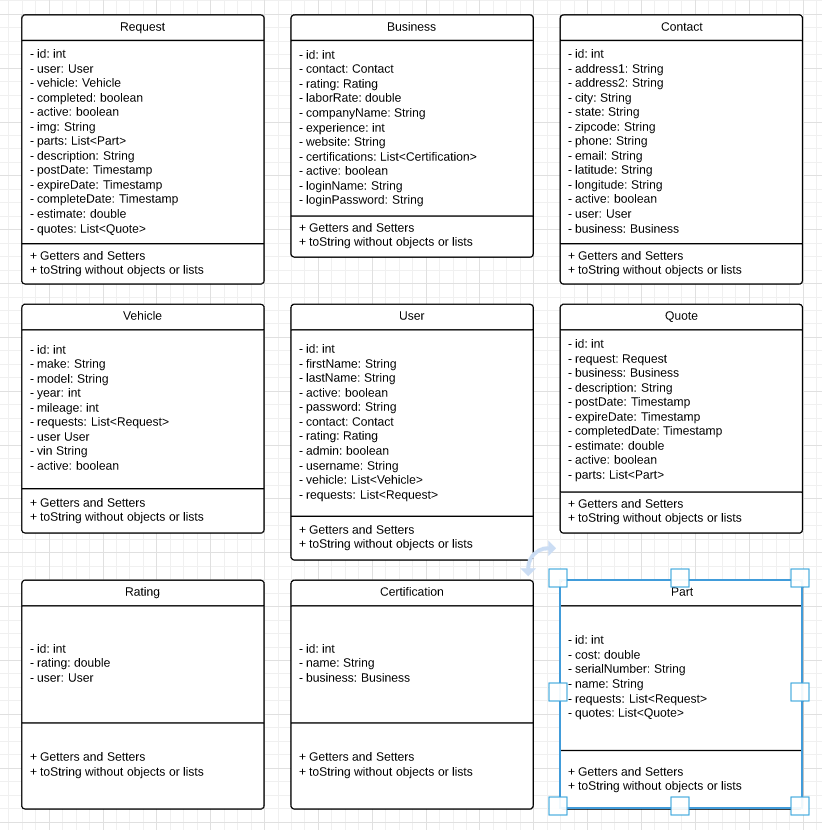 Request
- id: int
- user: User
- vehicle: Vehicle
- completed: boolean
- active: boolean
- img: String
- parts: List<Part>
- description: String
- postDate: Timestamp
- expireDate: Timestamp
- completeDate: Timestamp
- estimate: double
- quotes: List<Quote>
+ Getters and Setters
+ toString without objects or lists
Business
- id: int
- contact: Contact
- rating: Rating
- laborRate: double
- companyName: String
- experience: int
- website: String
- certifications: List<Certification>
- active: boolean
- loginName: String
- loginPassword: String
+ Getters and Setters
+ toString without objects or lists
Contact
- id: int
- address1: String
- address2: String
- city: String
- state: String
- zipcode: String
- phone: String
- email: String
- latitude: String
- longitude: String
- active: boolean
- user: User
- business: Business
+ Getters and Setters
+ toString without objects or lists
Vehicle
- id: int
- make: String
- model: String
- year: int
- mileage: int
- requests: List<Request>
- user User
- vin String
- active: boolean
+ Getters and Setters
+ toString without objects or lists
User
- id: int
- firstName: String
- lastName: String
- active: boolean
- password: String
- contact: Contact
- rating: Rating
- admin: boolean
- username: String
- vehicle: List<Vehicle>
- requests: List<Request>
+ Getters and Setters
+ toString without objects or lists
Quote
- id: int
- request: Request
- business: Business
- description: String
- postDate: Timestamp
- expireDate: Timestamp
- completedDate: Timestamp
- estimate: double
- active: boolean
- parts: List<Part>
+ Getters and Setters
+ toString without objects or lists
Rating
- id: int
- rating: double
- user: User
+ Getters and Setters
+ toString without objects or lists
Certification
- id: int
- name: String
- business: Business
+ Getters and Setters
+ toString without objects or lists
Part
- id: int
- cost: double
- serialNumber: String
- name: String
- requests: List<Request>
- quotes: List<Quote>
+ Getters and Setters
+ toString without objects or lists